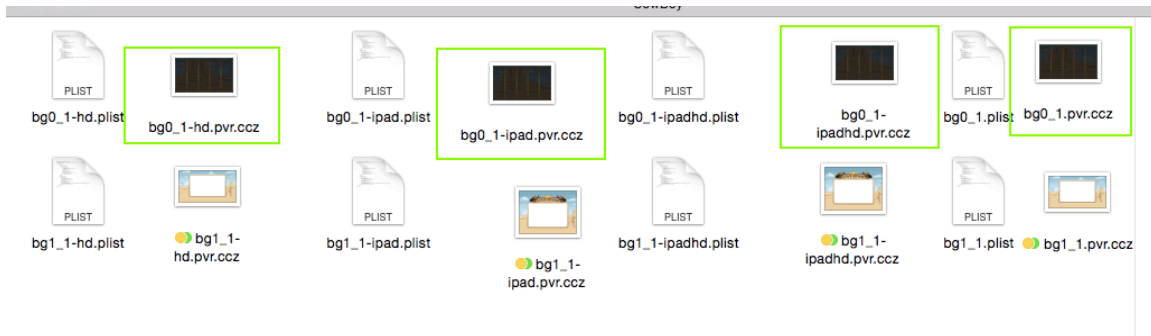 CowBoy
PLIST
PLIST
PLIST
PLIST
bg0_1-hd.plist
bg0_1-hd.pvr.ccz
bg0_1-ipad.plist
bg0_1-ipad.pvr.ccz
bg0_1-ipadhd.plist
bg0_1-
ipadhd.pvr.ccz
bg0_1.plist
bg0_1.pvr.ccz
PLIST
PLIST
PLIST
PLIST
bg1_1-hd.plist
bg1_1-
hd.pvr.ccz
bg1_1-ipad.plist
bg1_1-
ipad.pvr.ccz
bg1_1-ipadhd.plist
bg1_1-
ipadhd.pvr.ccz
bg1_1.plist
bg1_1.pvr.ccz